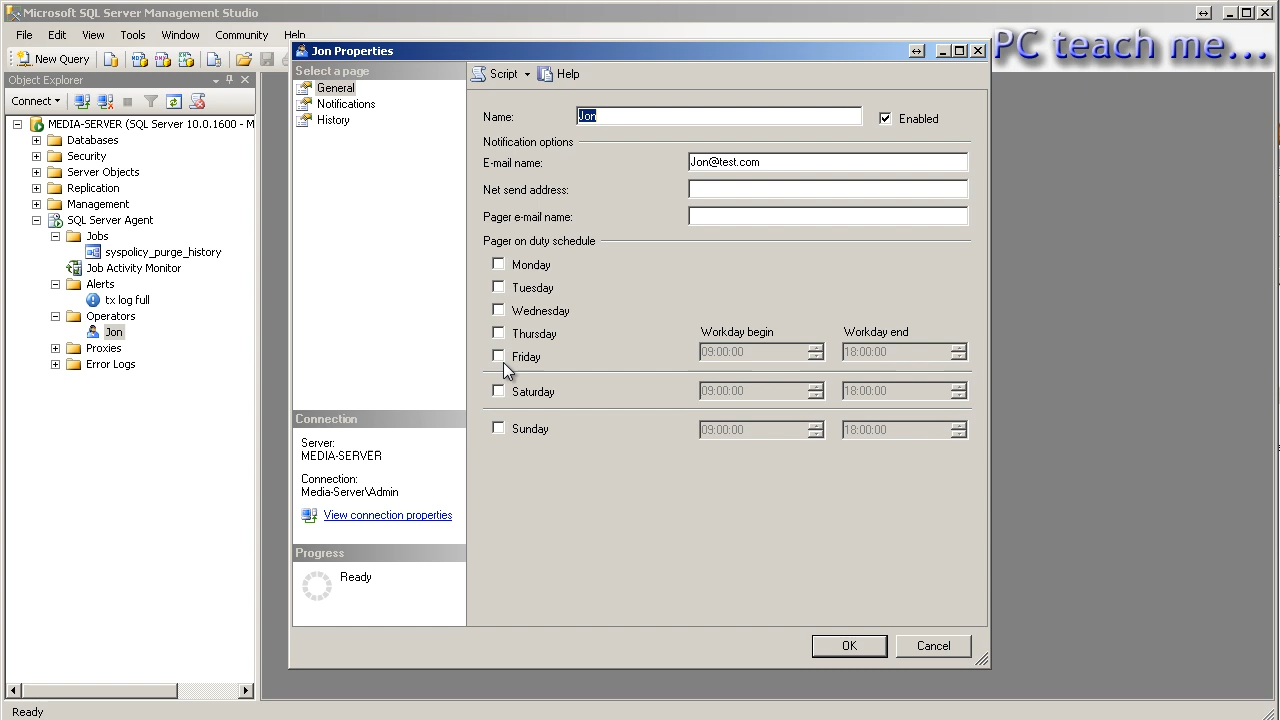 Microsoft SQL Server Management Studio
File Edit View Tools Window Community Help
PC teach me...
New Query
Object Explorer
Connect
MEDIA-SERVER (SQL Server 10.0.1600 - M
Databases
Security
Server Objects
Replication
Management
SQL Server Agent
Jobs
syspolicy_purge_history
Job Activity Monitor
Alerts
tx log full
Operators
Jon
Proxies
Error Logs
Jon Properties
Select a page
General
Notifications
History
Connection
Server:
MEDIA-SERVER
Connection:
Media-Server\Admin
View connection properties
Progress
Ready
Script Help
Name: Jon Enabled
Notification options
E-mail name: Jon@test.com
Net send address:
Pager e-mail name:
Pager on duty schedule
Monday
Tuesday
Wednesday
Thursday Workday begin Workday end
Friday 09:00:00 18:00:00
Saturday 09:00:00 18:00:00
Sunday 09:00:00 18:00:00
OK Cancel
Ready